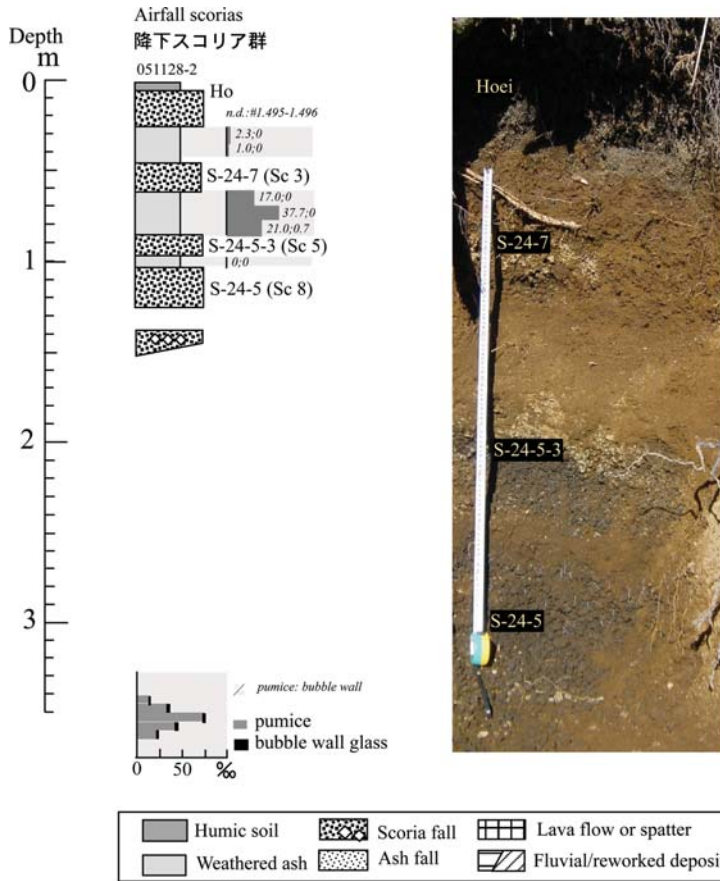 Airfall scorias
Depth
m
降下スコリア群
051128-2
0
Ho
n.d.:#1.495-1.496
2.3;0
1.0;0
S-24-7 (Sc 3)
17.0;0
37.7;0
21.0;0.7
S-24-5-3 (Sc 5)
1
0;0
S-24-5 (Sc 8)
2
3
Hoei
S-24-7
S-24-5-3
S-24-5
pumice: bubble wall
pumice
bubble wall glass
0 50 ‰
Humic soil Scoria fall Lava flow or spatter
Weathered ash Ash fall Fluvial/reworked deposi